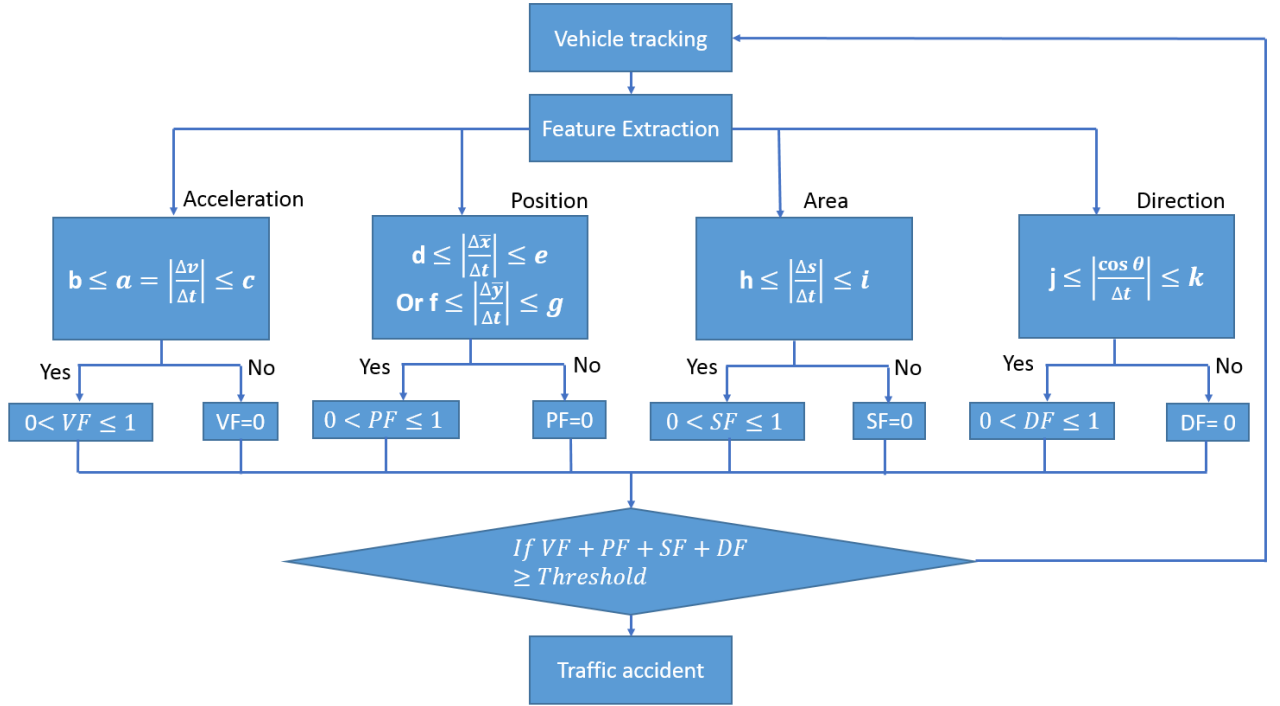 Vehicle tracking
Feature Extraction
Acceleration
Position
Area
Direction
b ≤ a = |Δv/Δt| ≤ c
d ≤ |Δx̅/Δt| ≤ e
Or f ≤ |Δy̅/Δt| ≤ g
h ≤ |Δs/Δt| ≤ i
j ≤ |cos θ/Δt| ≤ k
Yes
No
Yes
No
Yes
No
Yes
No
0< VF ≤ 1
VF=0
0 < PF ≤ 1
PF=0
0 < SF ≤ 1
SF=0
0 < DF ≤ 1
DF= 0
If VF + PF + SF + DF
≥ Threshold
Traffic accident